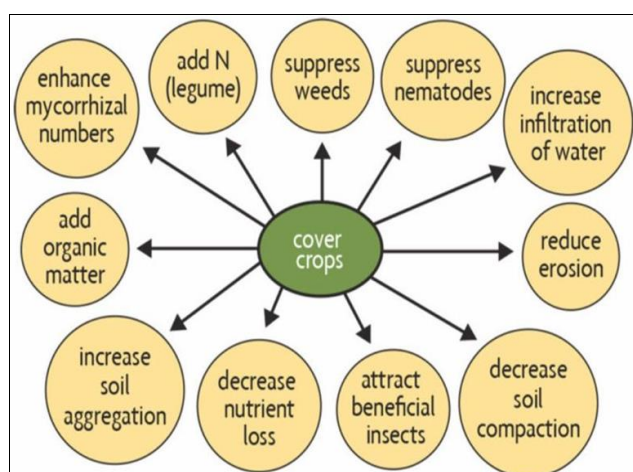 enhance
mycorrhizal
numbers
add N
(legume)
suppress
weeds
suppress
nematodes
increase
infiltration
of water
add
organic
matter
cover
crops
reduce
erosion
increase
soil
aggregation
decrease
nutrient
loss
attract
beneficial
insects
decrease
soil
compaction